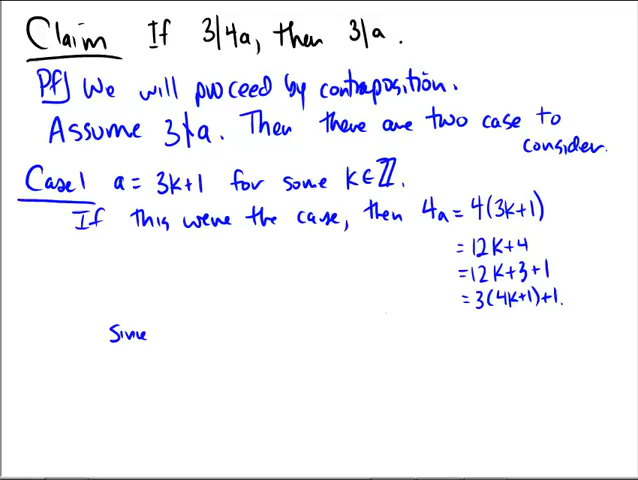 Claim If 3|4a, then 3|a.
Pf] We will proceed by contraposition.
Assume 3∤a. Then there are two case to
consider.
Case 1 a = 3k+1 for some k∈ℤ.
If this were the case, then 4a = 4(3k+1)
= 12k+4
= 12k+3+1
= 3(4k+1)+1.
Since